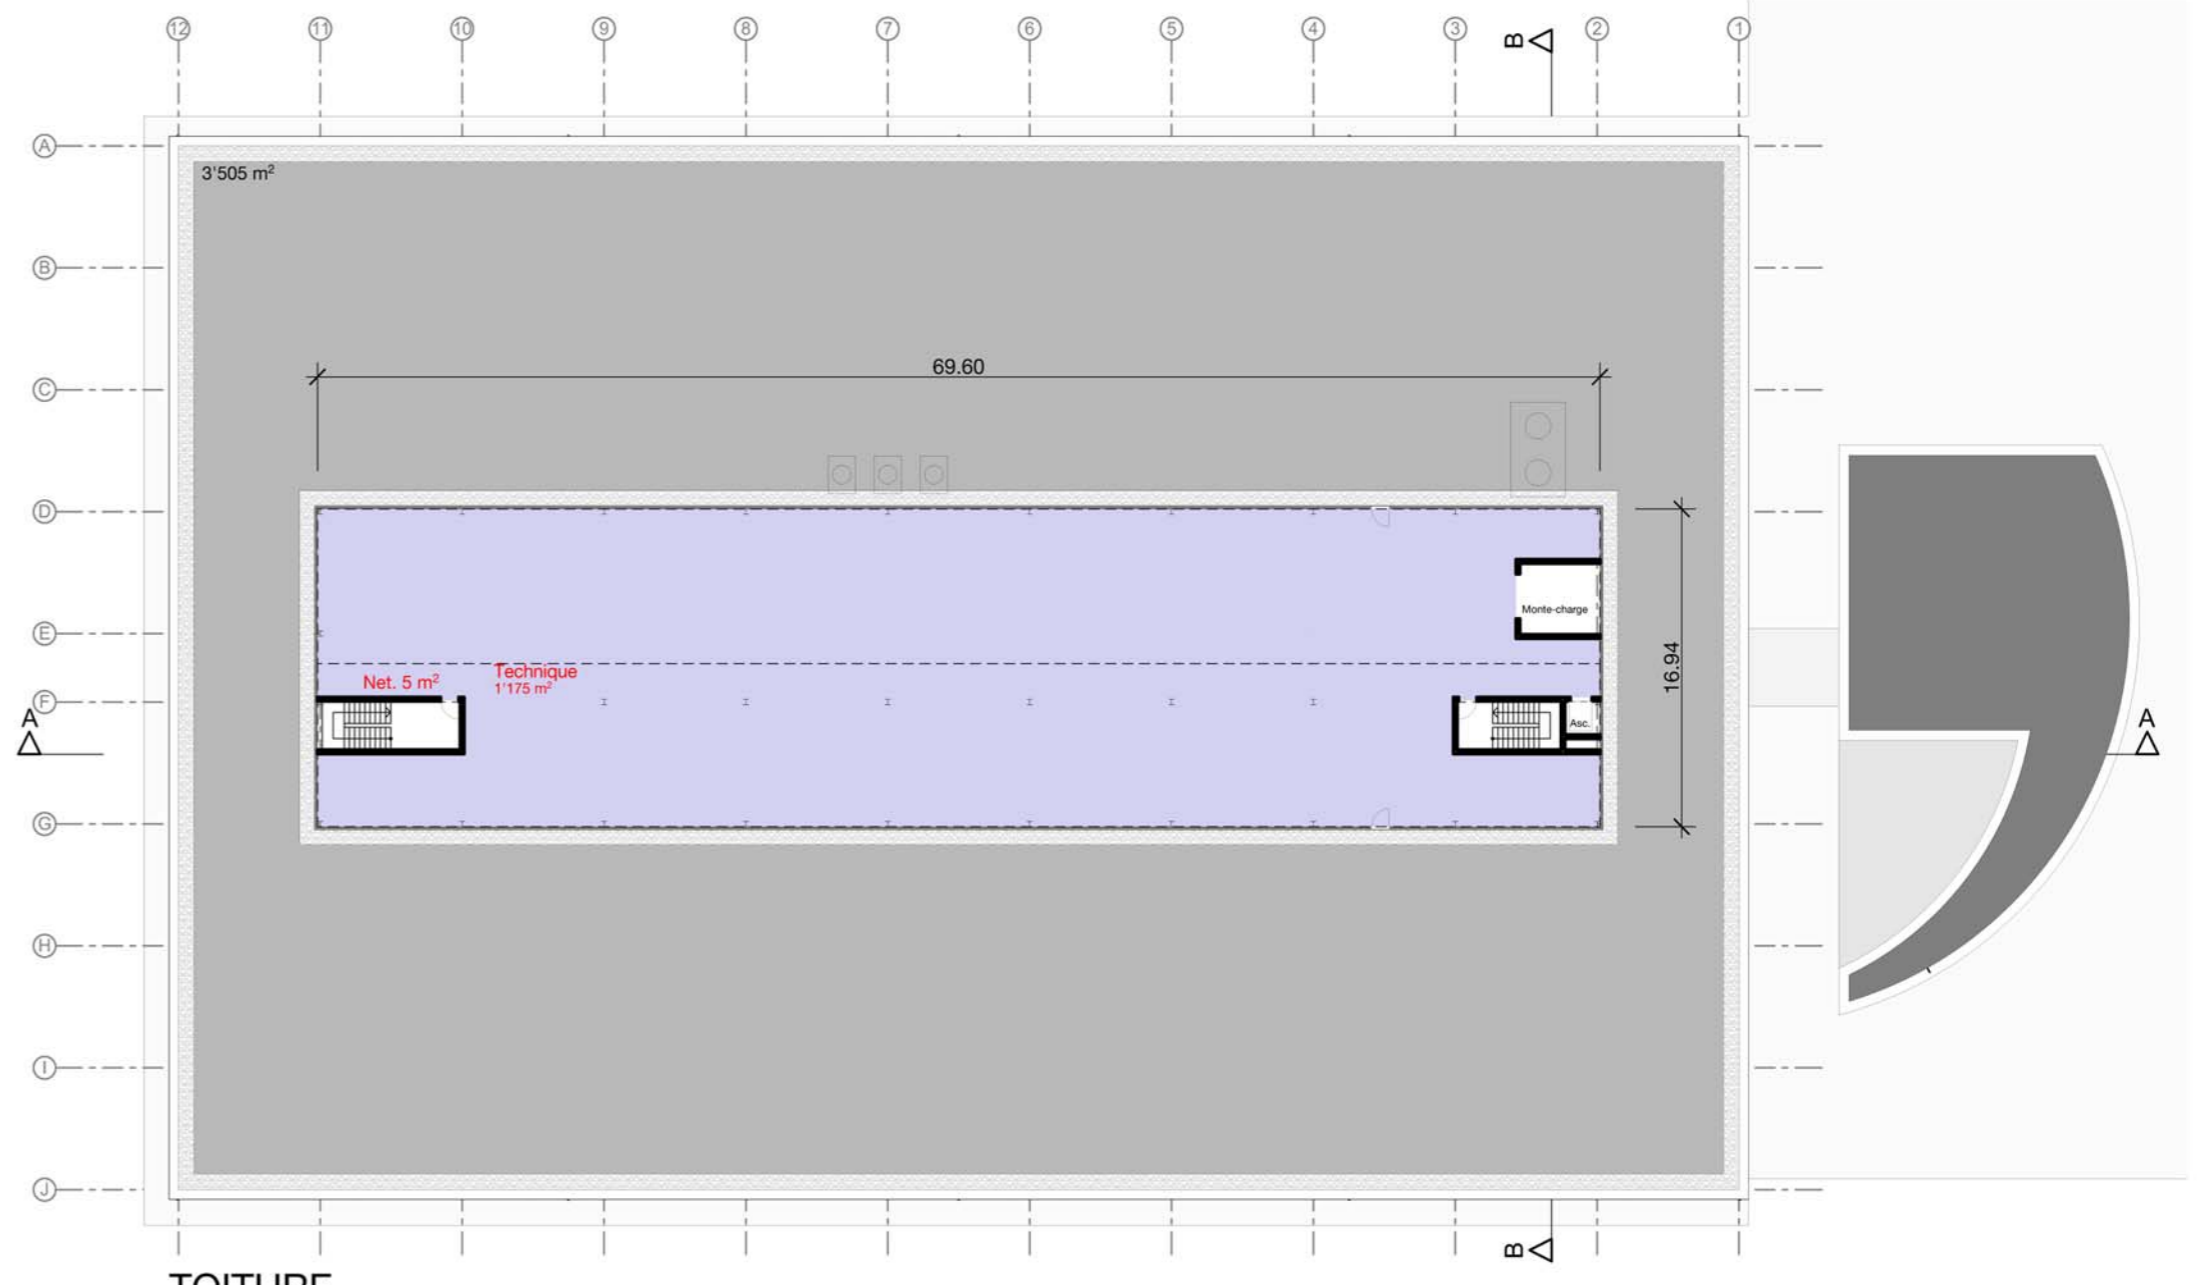 12 11 10 9 8 7 6 5 4 3 B 2 1
A
3'505 m²
B
C
69.60
D
E
Monte-charge
16.94
Net. 5 m²
Technique
1'175 m²
F
Asc.
A
A
G
H
I
J
B
TOITURE